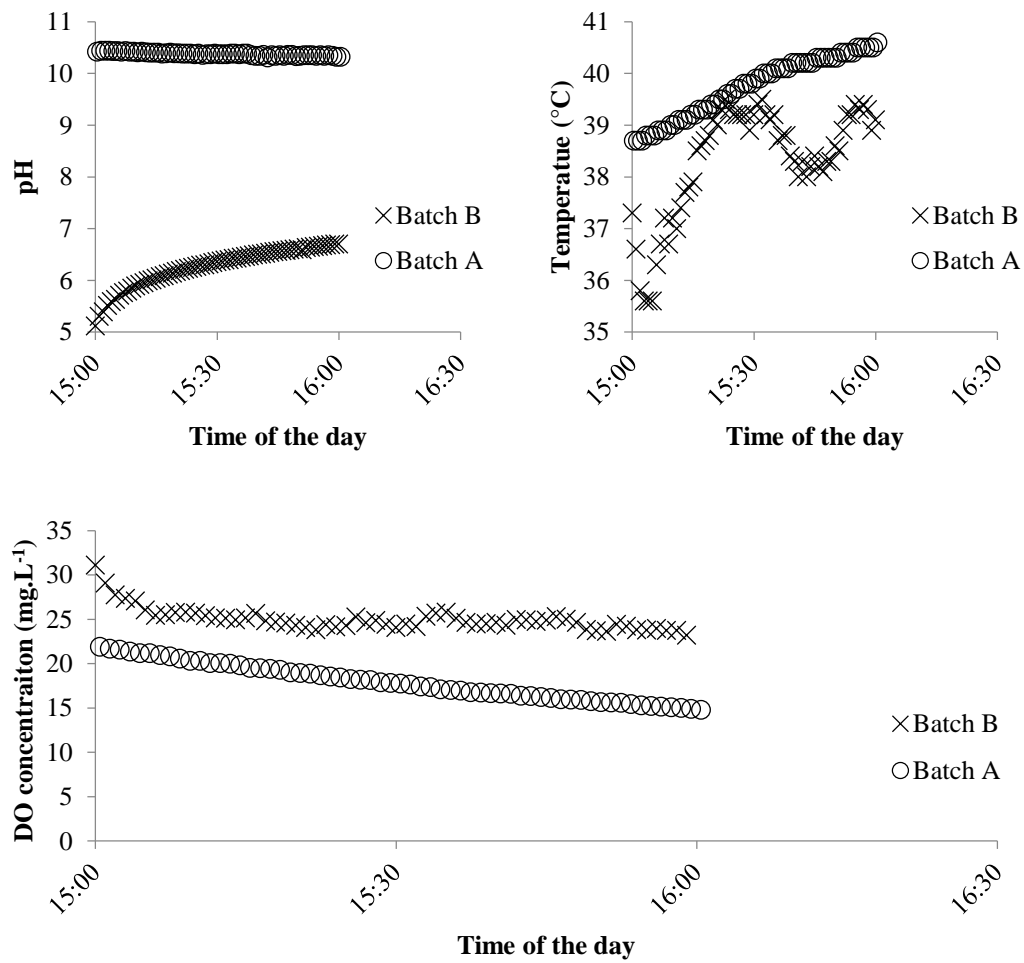 11
10
9
8
7
6
5
pH
Batch B
Batch A
15:00
15:30
16:00
16:30
Time of the day
41
40
39
38
37
36
35
Temperatue (°C)
Batch B
Batch A
15:00
15:30
16:00
16:30
Time of the day
35
30
25
20
15
10
5
0
DO concentraiton (mg.L-1)
Batch B
Batch A
15:00
15:30
16:00
16:30
Time of the day